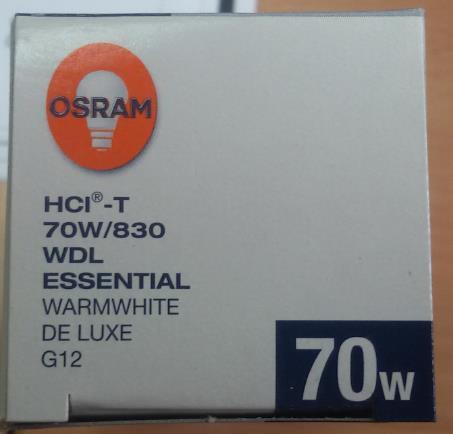 OSRAM
HCI®-T
70W/830
WDL
ESSENTIAL
WARMWHITE
DE LUXE
G12
70W